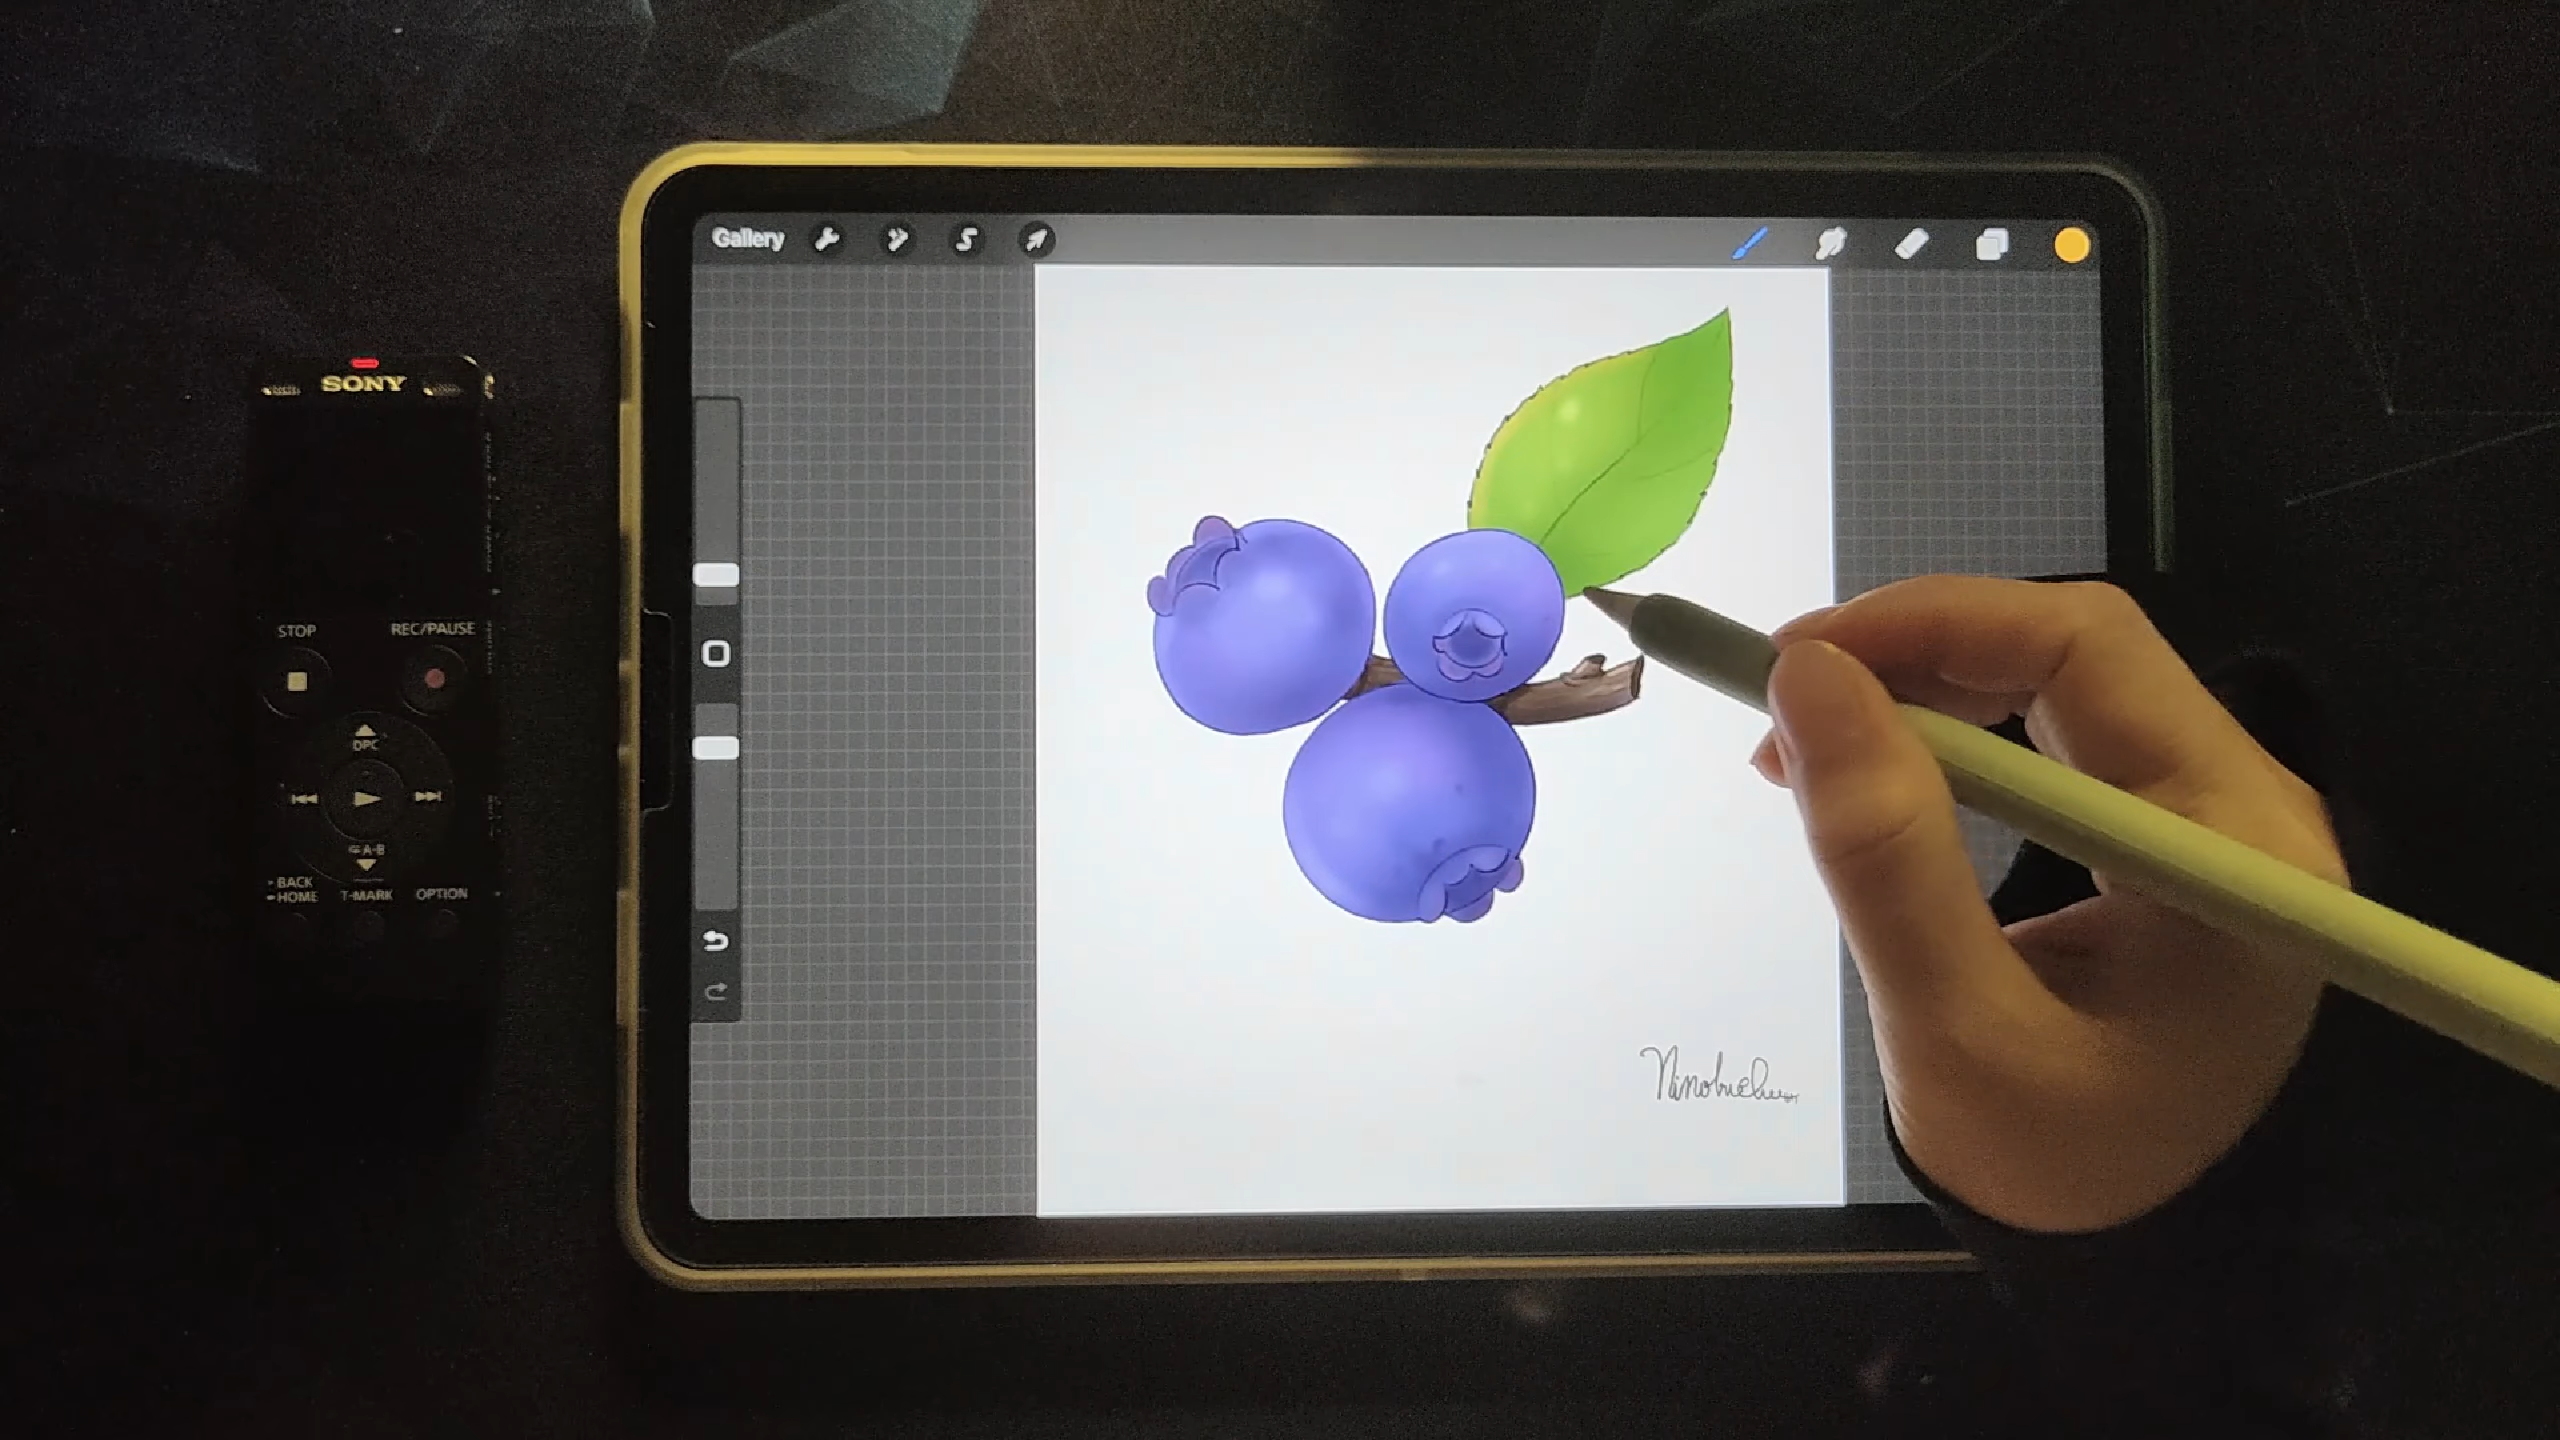 Gallery
SONY
STOP
REC/PAUSE
DPC
A-B
BACK
HOME
T-MARK
OPTION